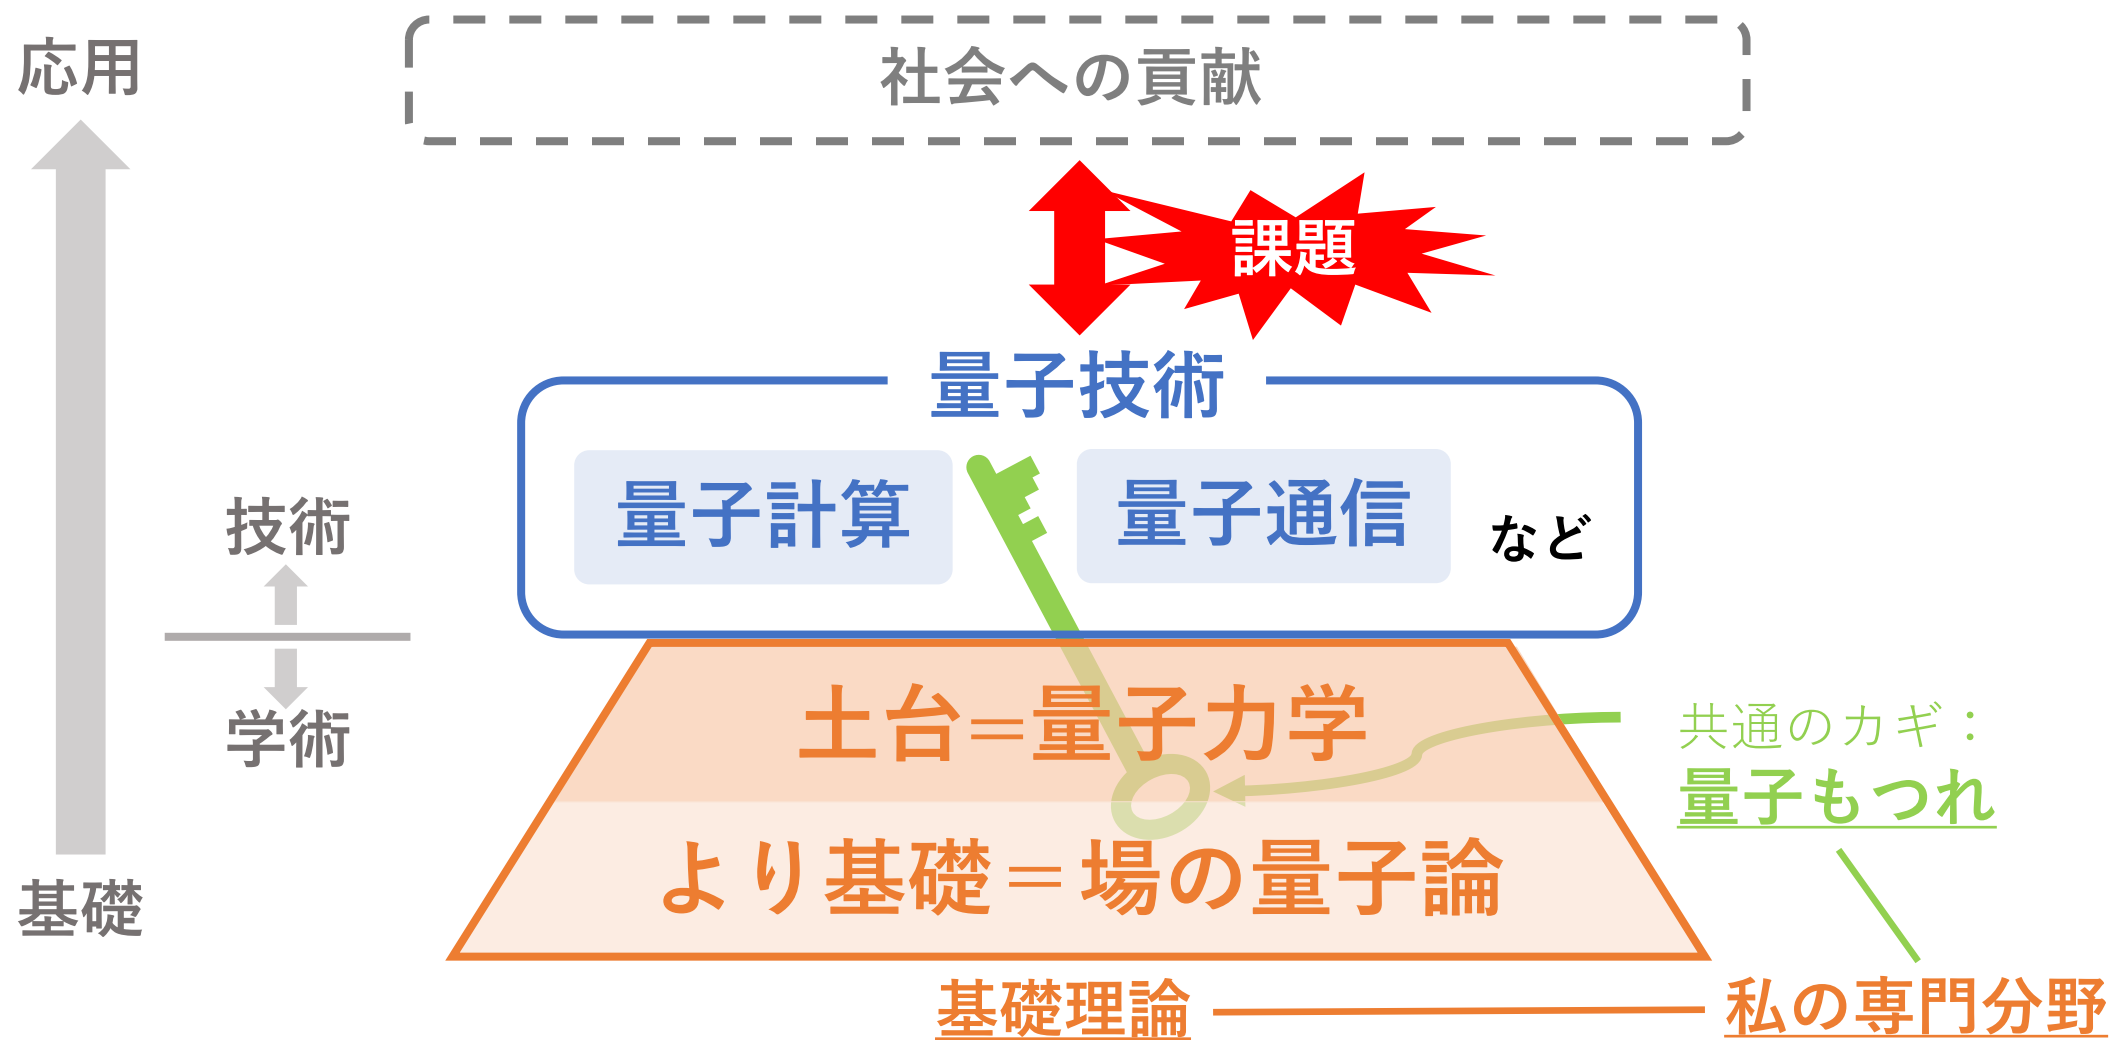 応用
社会への貢献
課題
量子技術
量子計算
量子通信
など
技術
学術
土台＝量子力学
共通のカギ：
量子もつれ
より基礎＝場の量子論
基礎
基礎理論
私の専門分野